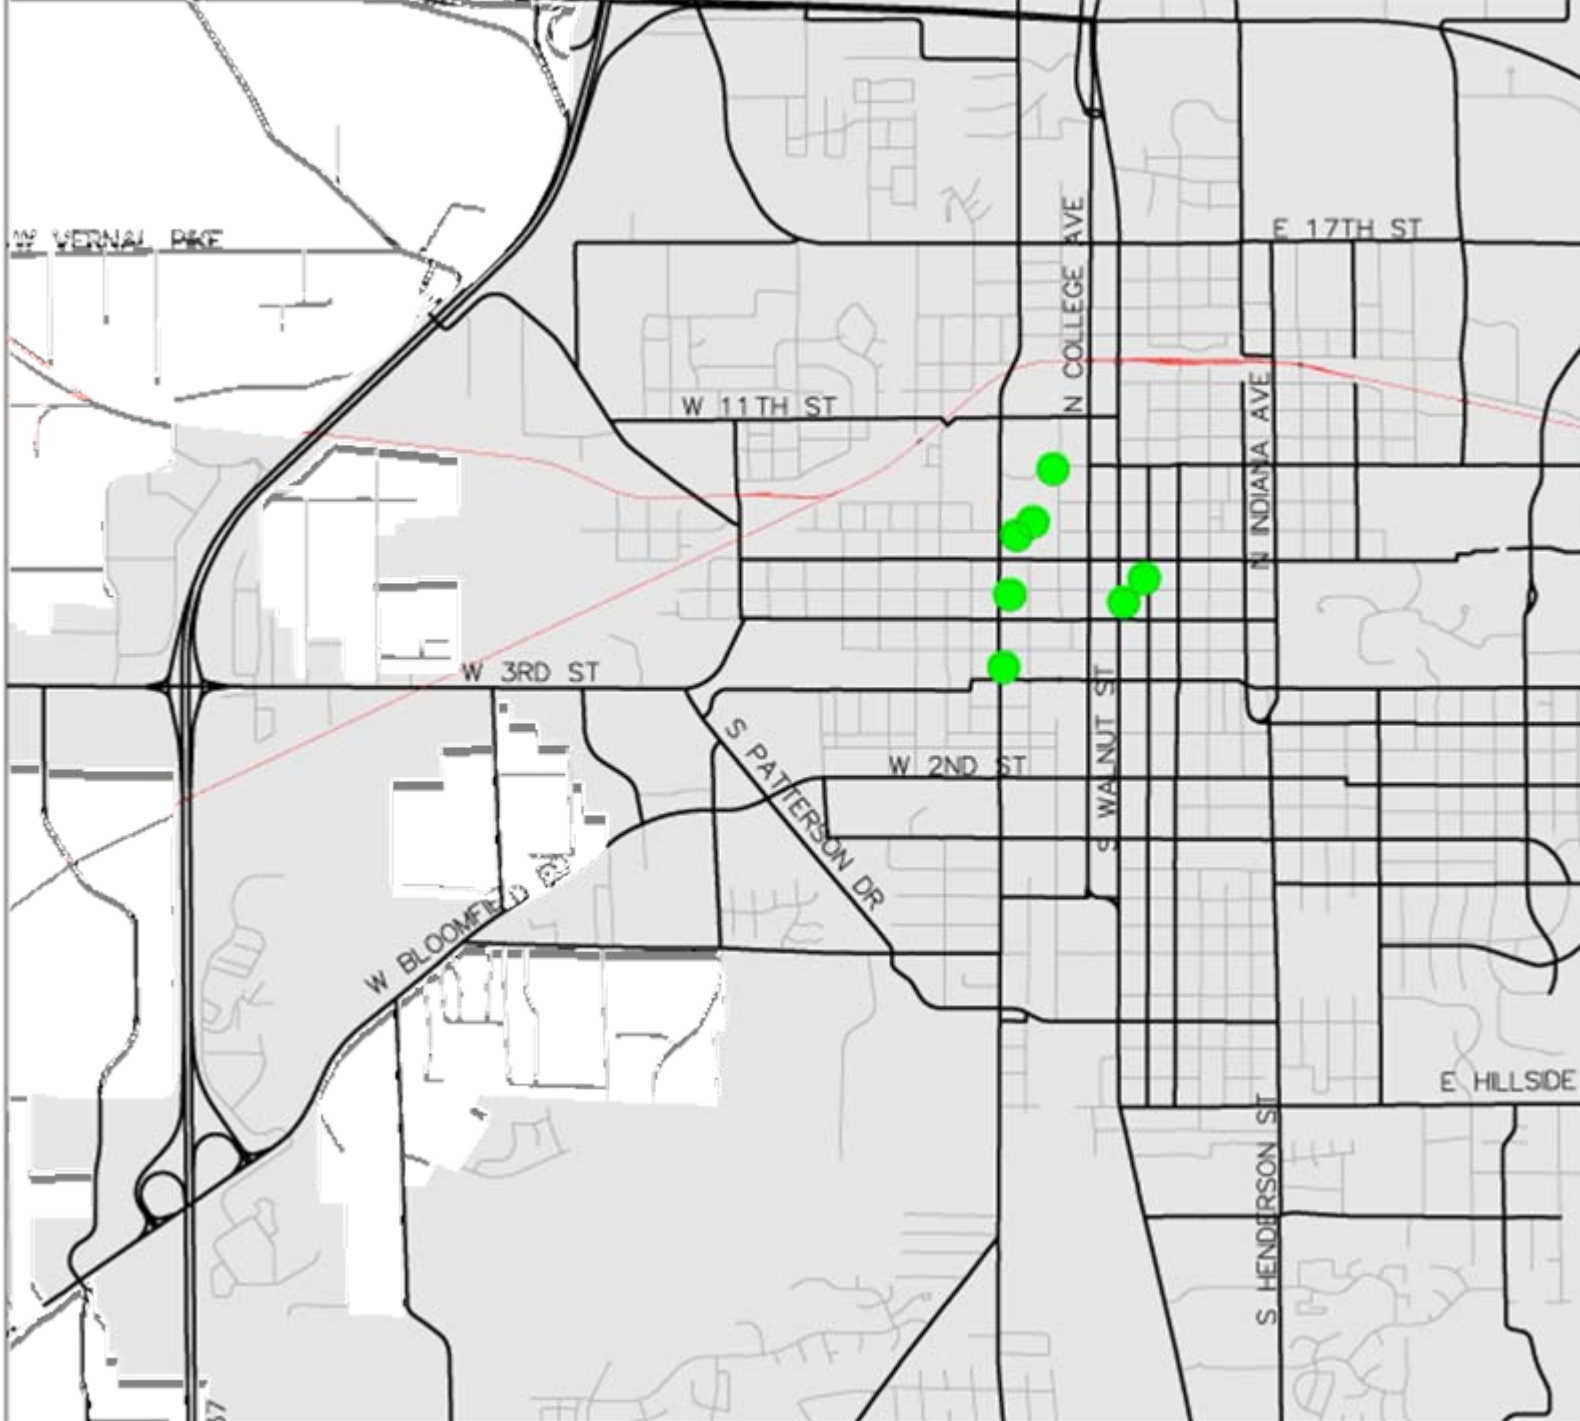 W VERNAL PIKE
E 17TH ST
N COLLEGE AVE
W 11TH ST
N INDIANA AVE
W 3RD ST
S WALNUT ST
S PATTERSON DR
W 2ND ST
W BLOOMFIELD RD
E HILLSIDE
S HENDERSON ST